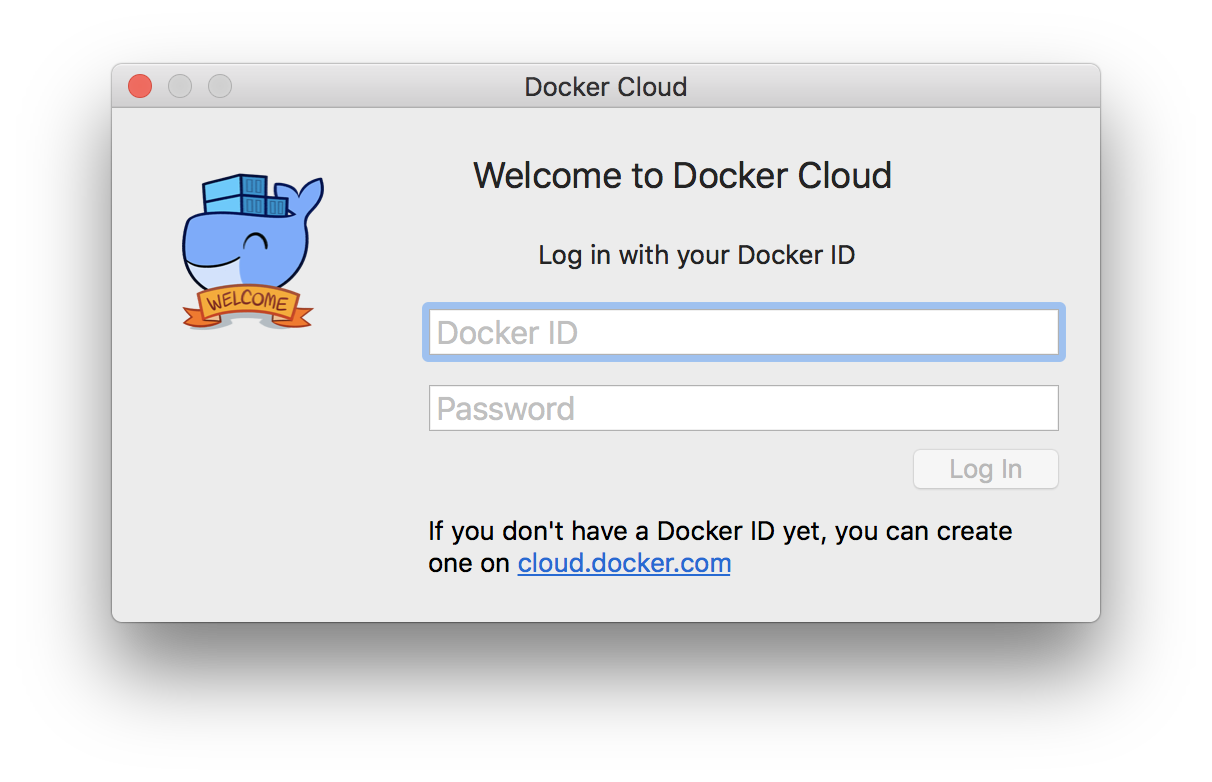 Docker Cloud
Welcome to Docker Cloud
WELCOME
Log in with your Docker ID
Docker ID
Password
Log In
If you don't have a Docker ID yet, you can create
one on cloud.docker.com